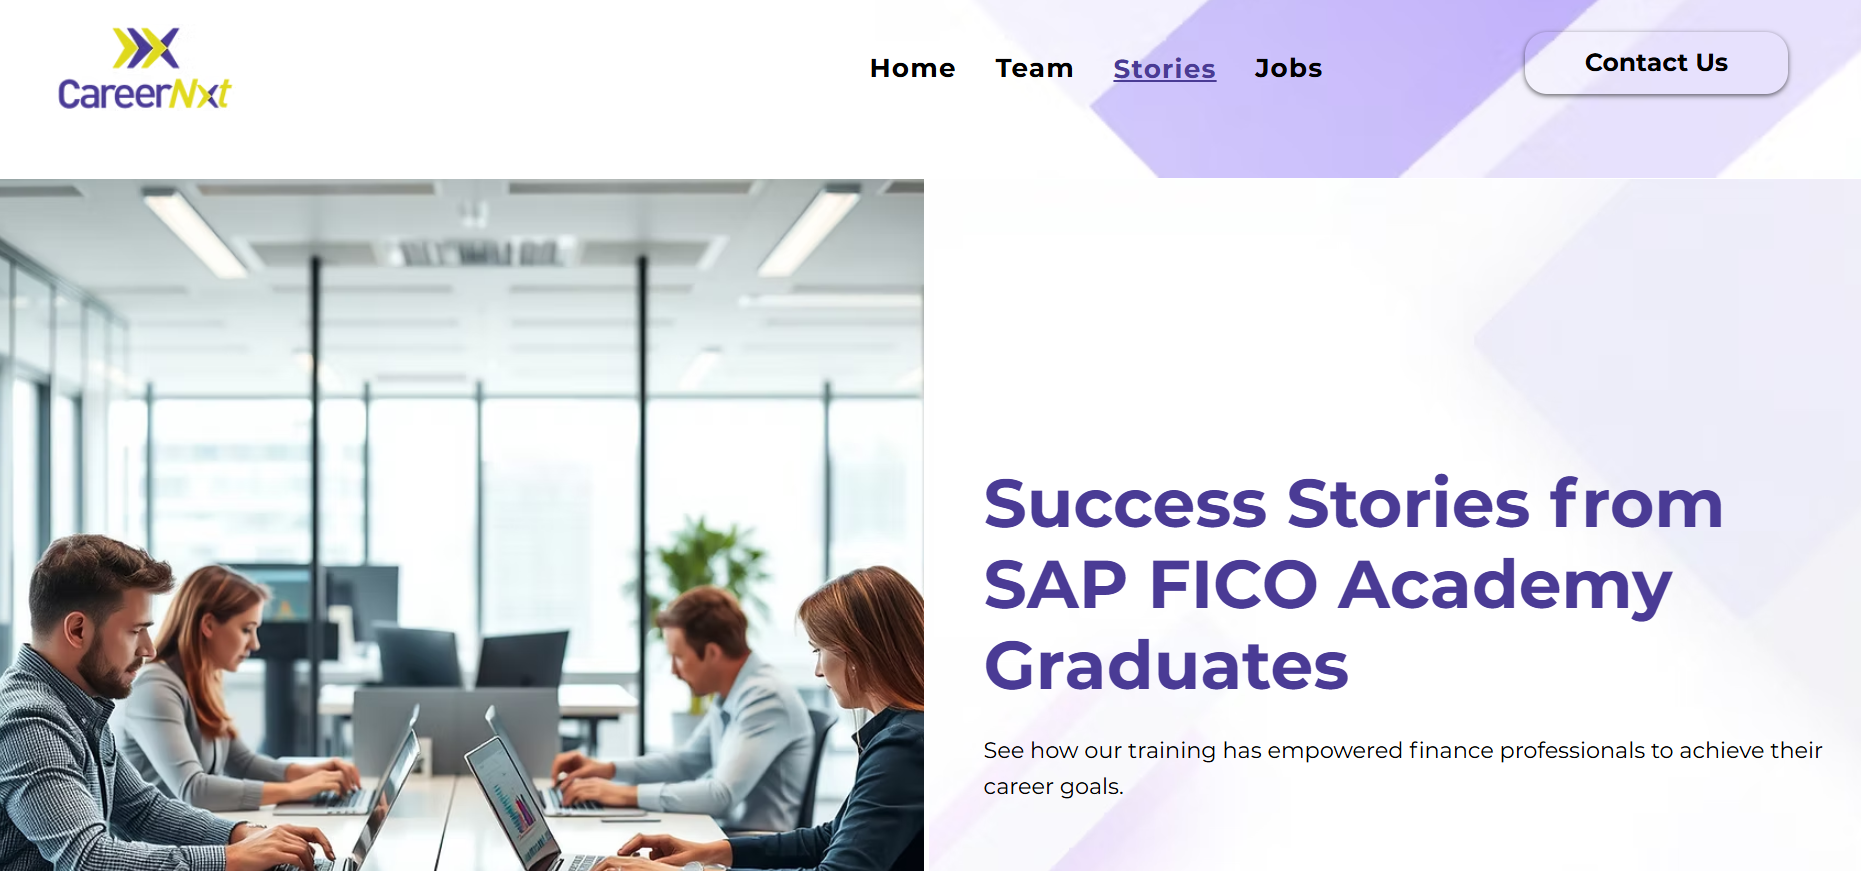 CareerNxt
Home Team Stories Jobs
Contact Us
Success Stories from
SAP FICO Academy
Graduates
See how our training has empowered finance professionals to achieve their
career goals.